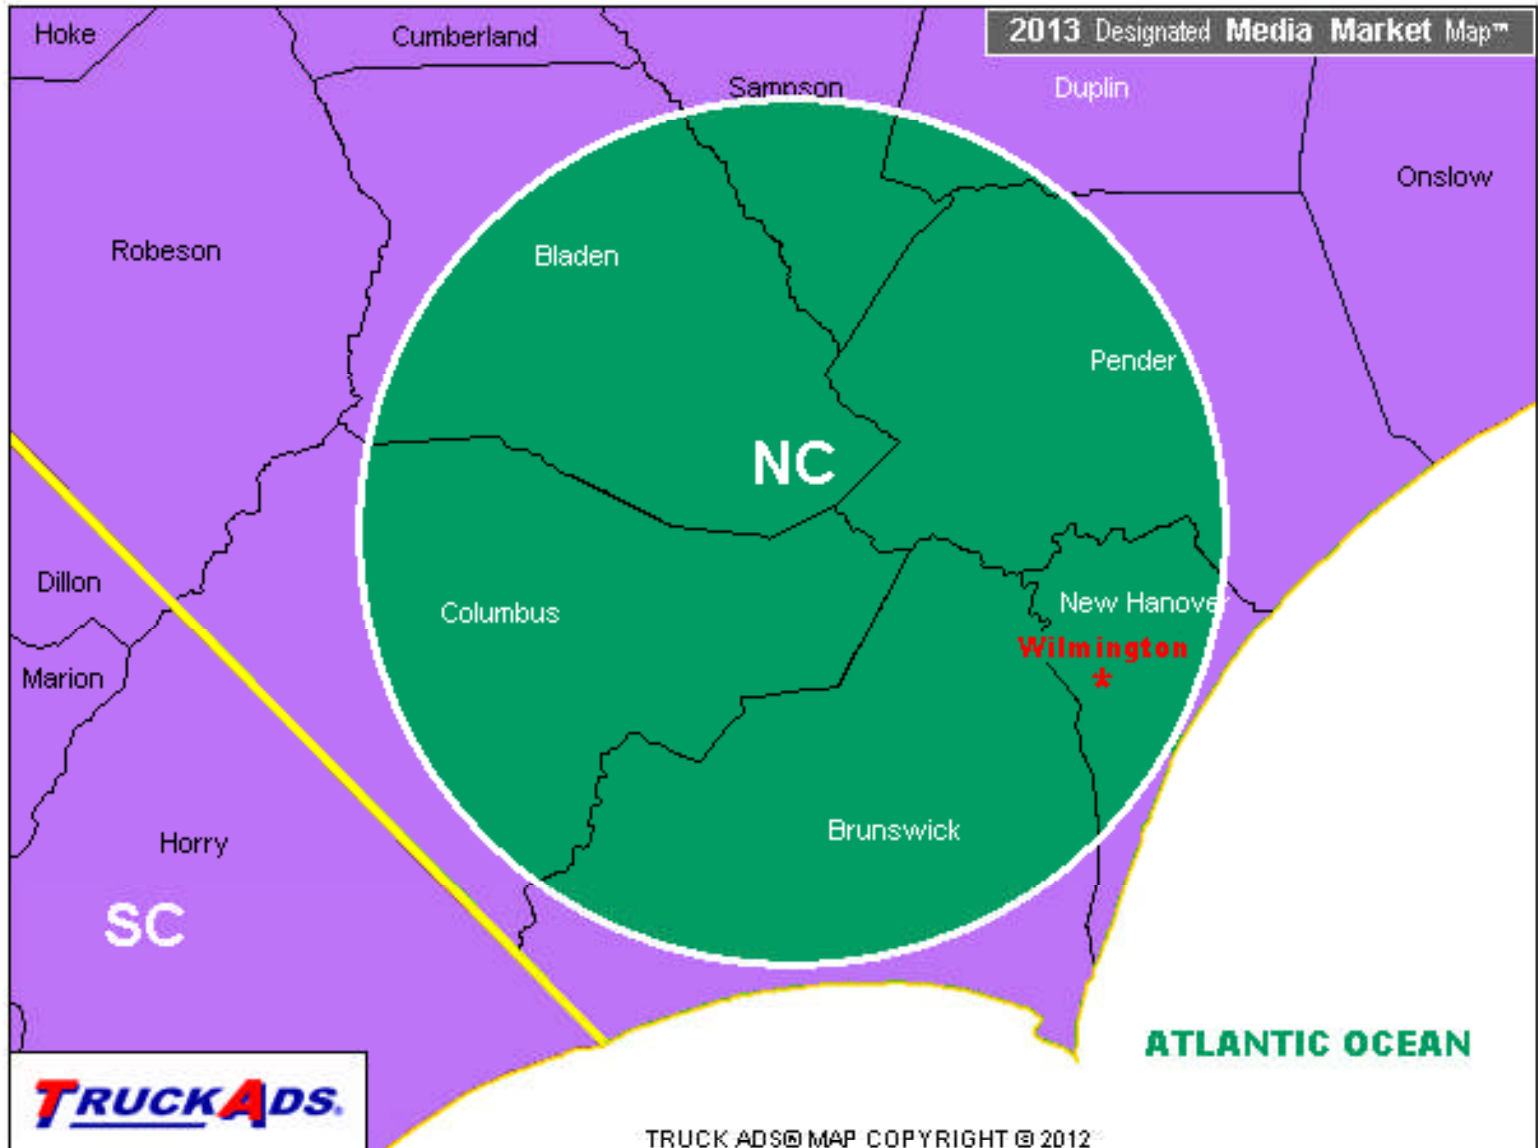 Hoke
Cumberland
2013 Designated Media Market Map™
Sampson
Duplin
Onslow
Robeson
Bladen
Pender
NC
Dillon
Columbus
New Hanover
Wilmington
*
Marion
Brunswick
Horry
SC
ATLANTIC OCEAN
TRUCKADS®
TRUCK ADS® MAP COPYRIGHT © 2012